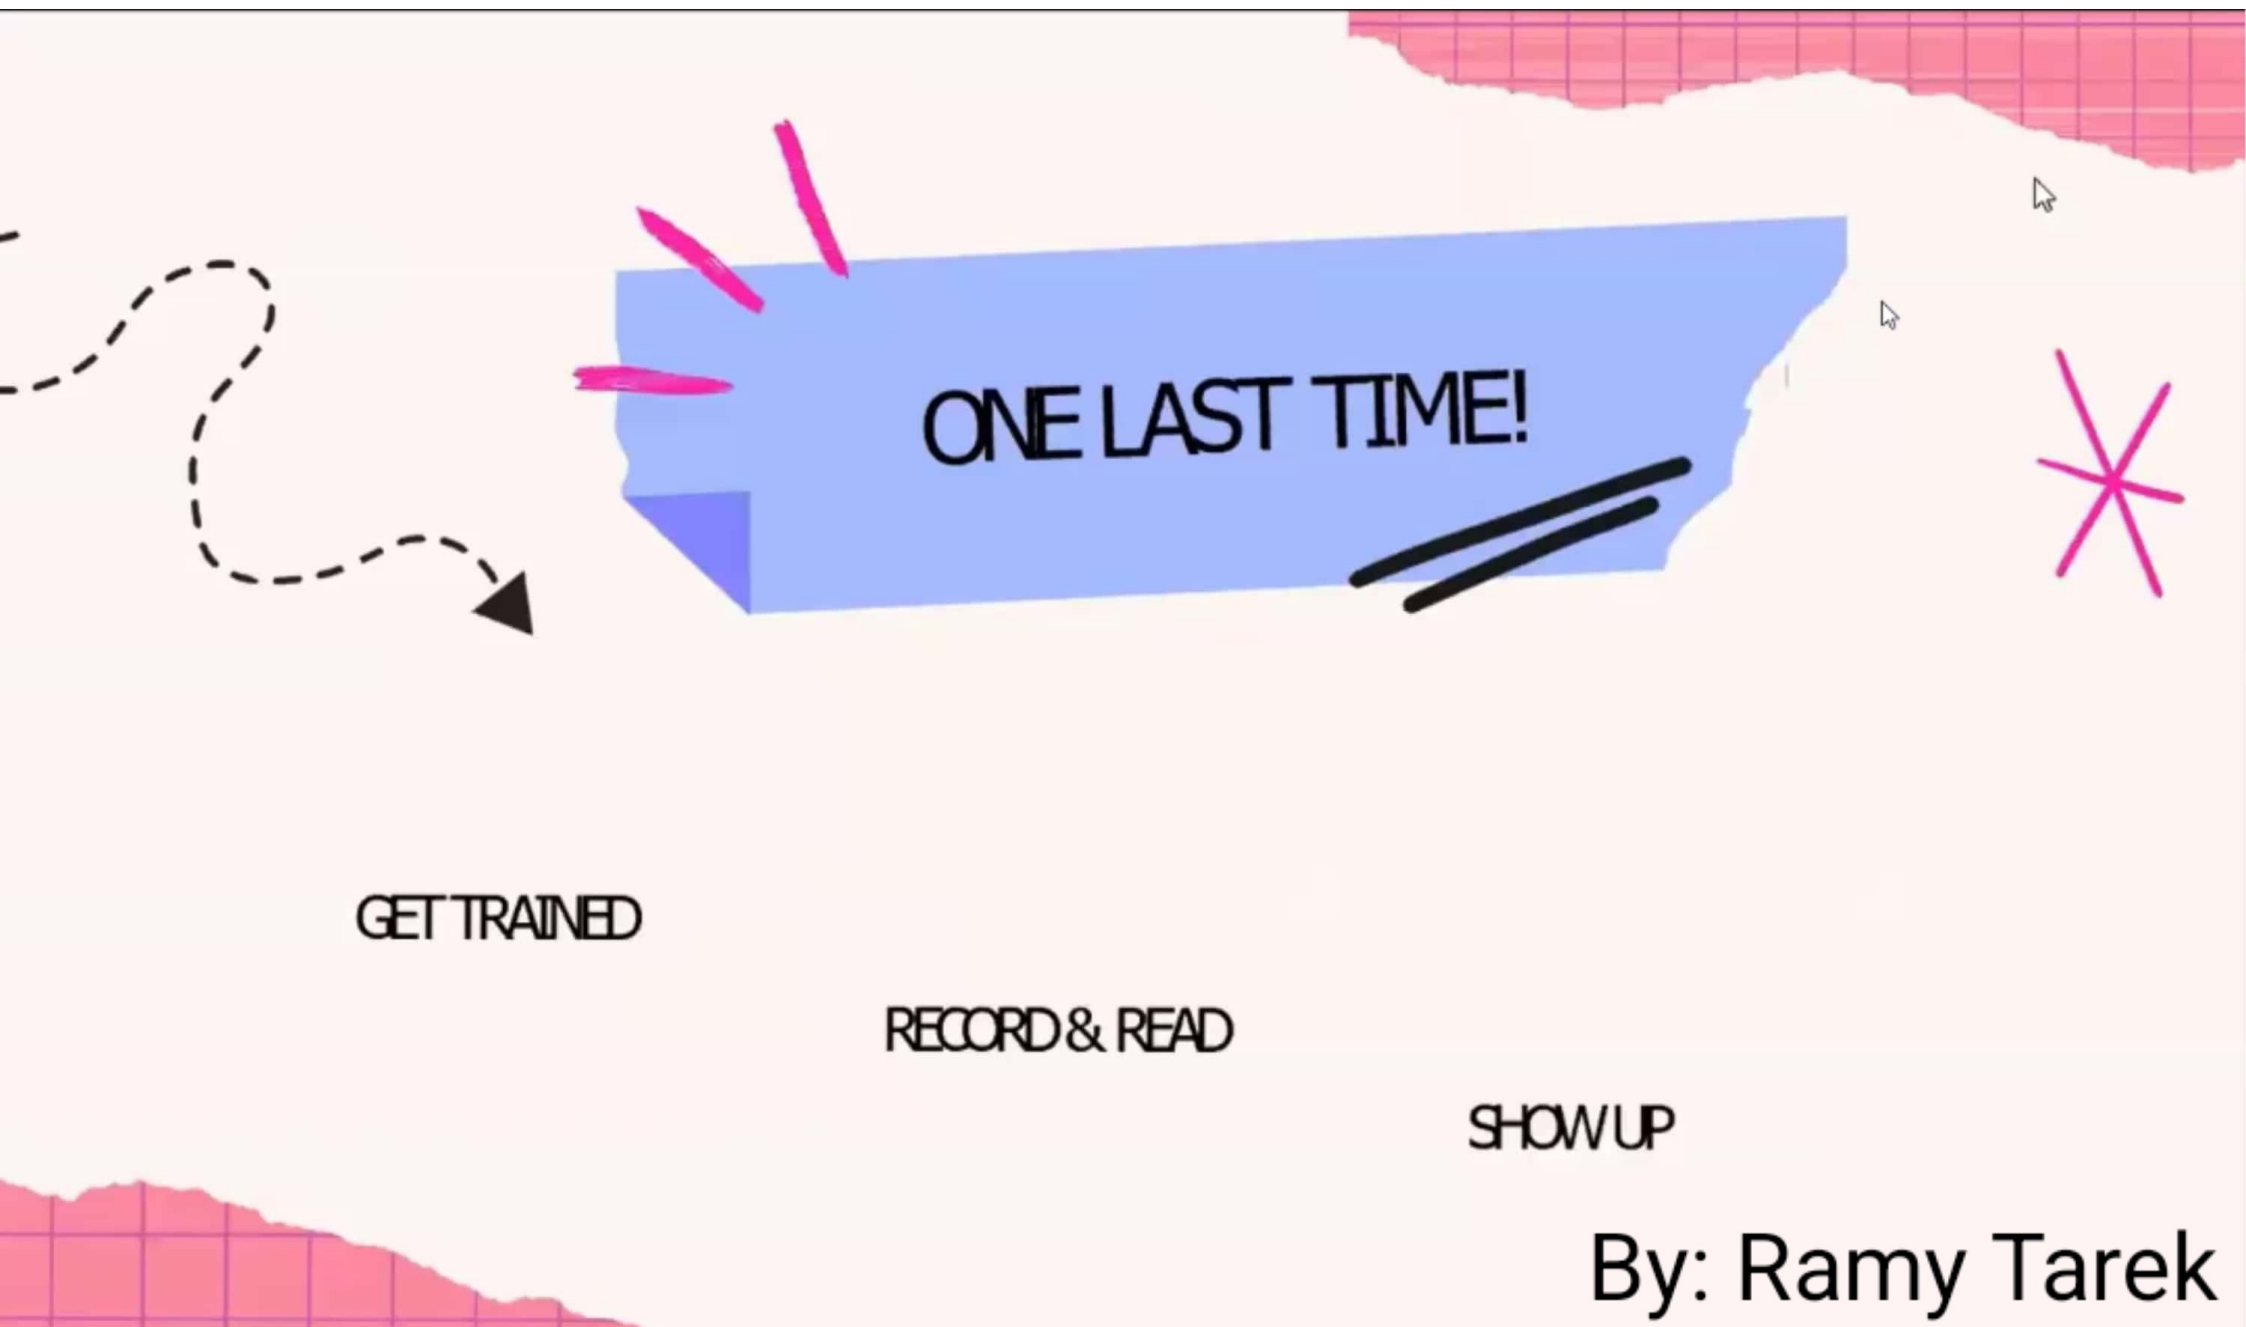 ONE LAST TIME!
GET TRAINED
RECORD & READ
SHOW UP
By: Ramy Tarek